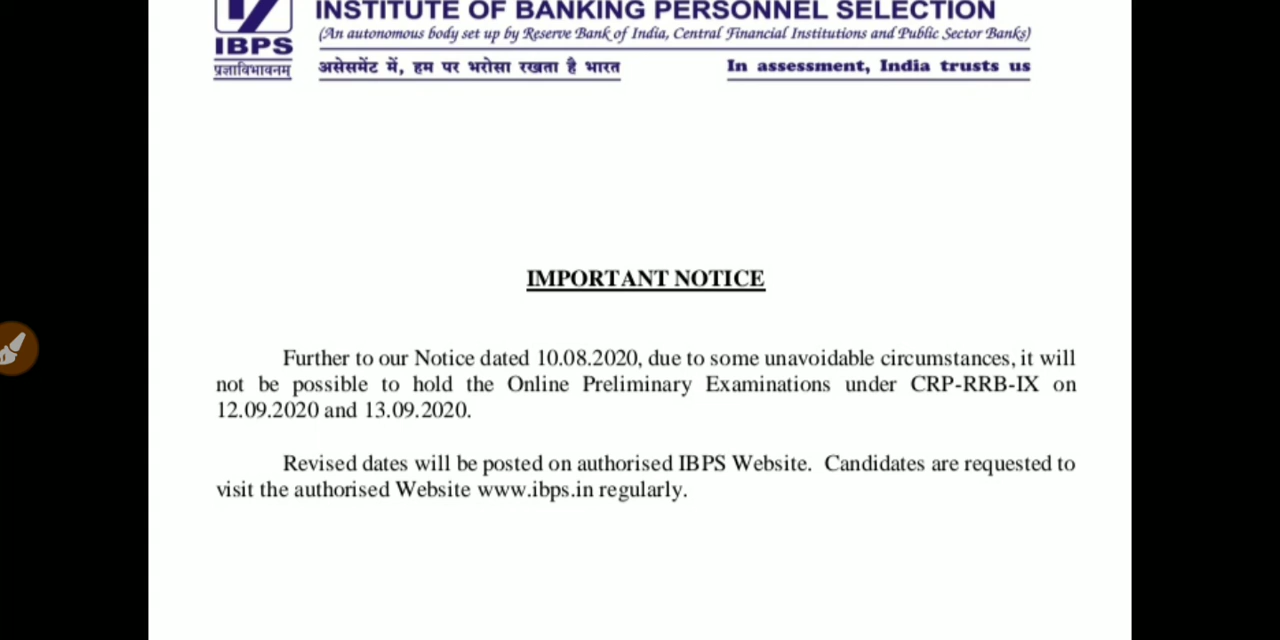 INSTITUTE OF BANKING PERSONNEL SELECTION
(An autonomous body set up by Reserve Bank of India, Central Financial Institutions and Public Sector Banks)
IBPS
प्रज्ञाविभावनम्
असेसमेंट में, हम पर भरोसा रखता है भारत
In assessment, India trusts us
IMPORTANT NOTICE
Further to our Notice dated 10.08.2020, due to some unavoidable circumstances, it will
not be possible to hold the Online Preliminary Examinations under CRP-RRB-IX on
12.09.2020 and 13.09.2020.
Revised dates will be posted on authorised IBPS Website. Candidates are requested to
visit the authorised Website www.ibps.in regularly.